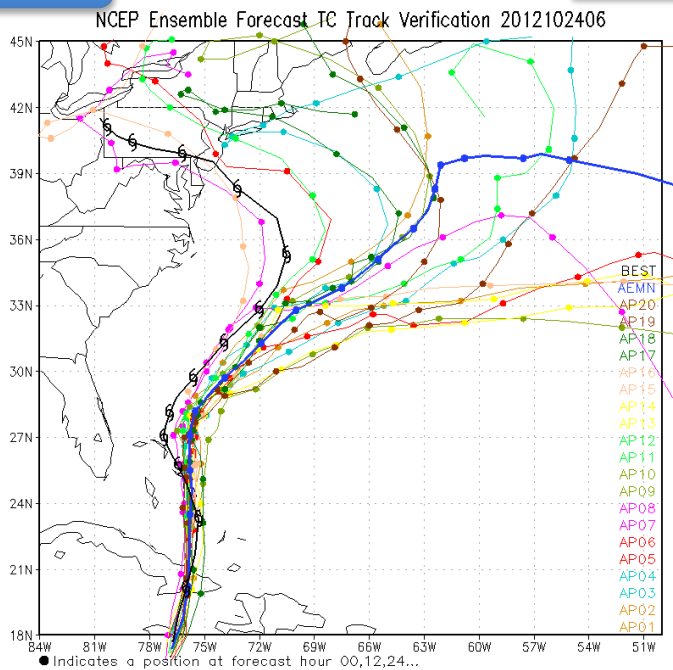 NCEP Ensemble Forecast TC Track Verification 2012102406
45N
42N
39N
36N
33N
30N
27N
24N
21N
18N
BEST
AEMN
AP20
AP19
AP18
AP17
AP16
AP15
AP14
AP13
AP12
AP11
AP10
AP09
AP08
AP07
AP06
AP05
AP04
AP03
AP02
AP01
84W 81W 78W 75W 72W 69W 66W 63W 60W 57W 54W 51W
Indicates a position at forecast hour 00,12,24...